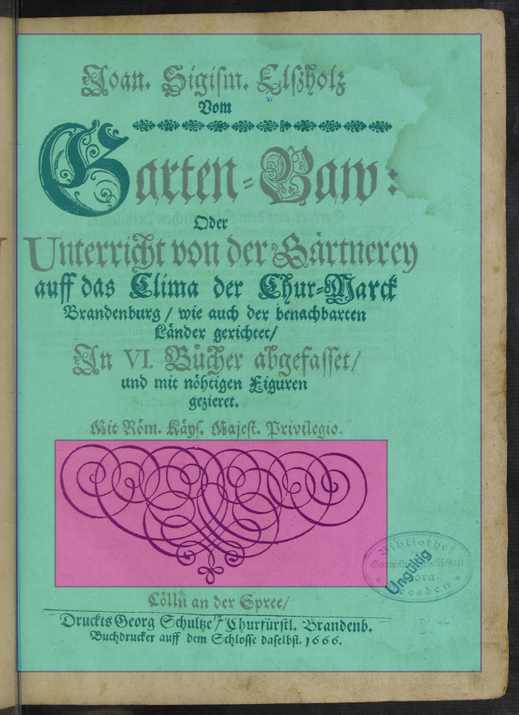 Joan. Sigism. Elßholz
Vom
Garten-Baw:
Oder
Unterricht von der Gärtnerey
auff das Clima der Chur-Marck
Brandenburg / wie auch der benachbarten
Länder gerichtet /
In VI. Bücher abgefasset /
und mit nöhtigen Figuren
gezieret.
Mit Röm. Käys. Majest. Privilegio.
Bibliothek
Flora
Dresden
Ungültig
Cölln an der Spree /
Druckts Georg Schultze / Churfürstl. Brandenb.
Buchdrucker auff dem Schlosse daselbst. 1666.